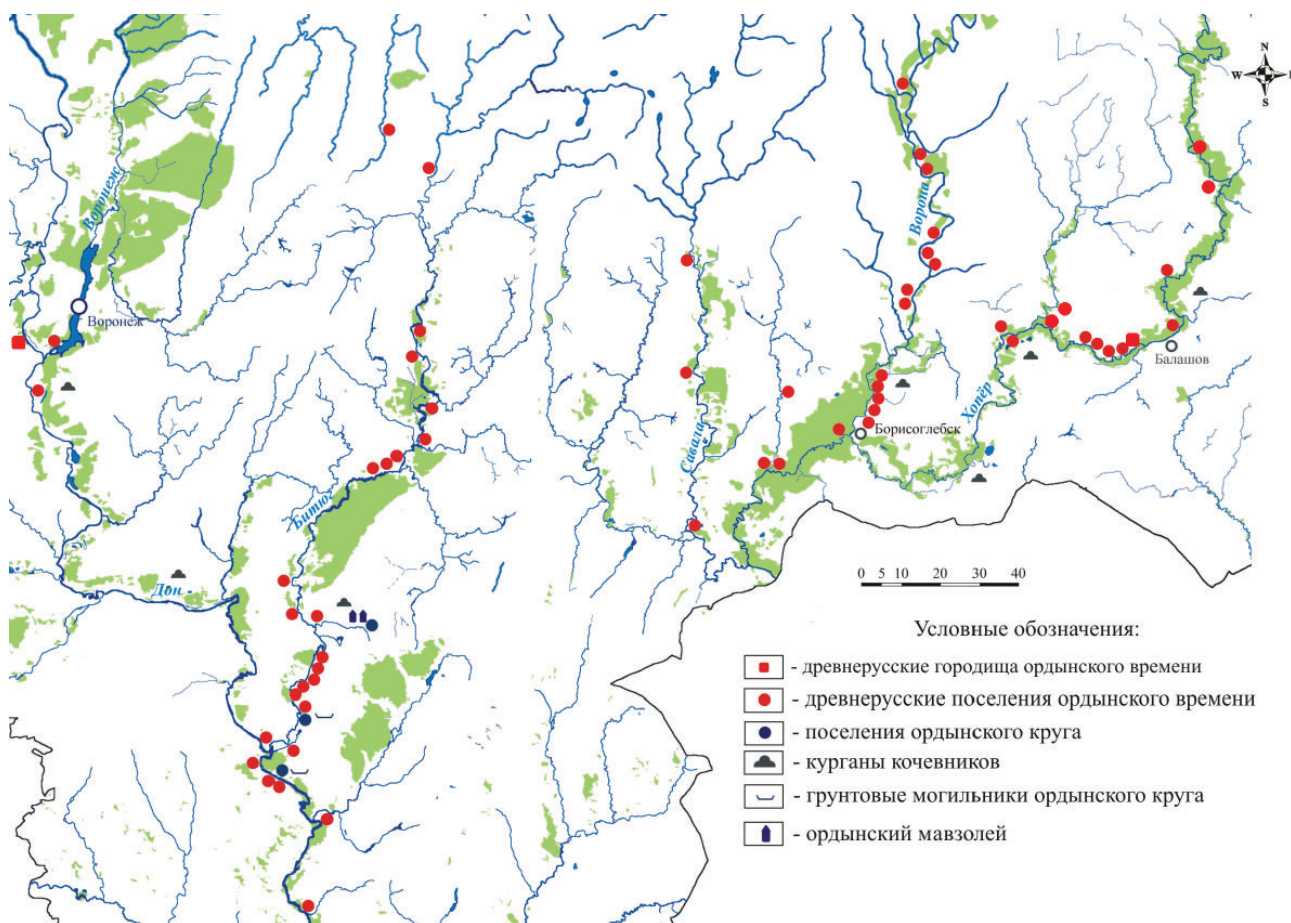 N
W
E
S
Воронеж
Ворона
Воронеж
Балашов
Хопёр
Савала
Борисоглебск
Битюг
Дон
0 5 10 20 30 40
Условные обозначения:
- древнерусские городища ордынского времени
- древнерусские поселения ордынского времени
- поселения ордынского круга
- курганы кочевников
- грунтовые могильники ордынского круга
- ордынский мавзолей